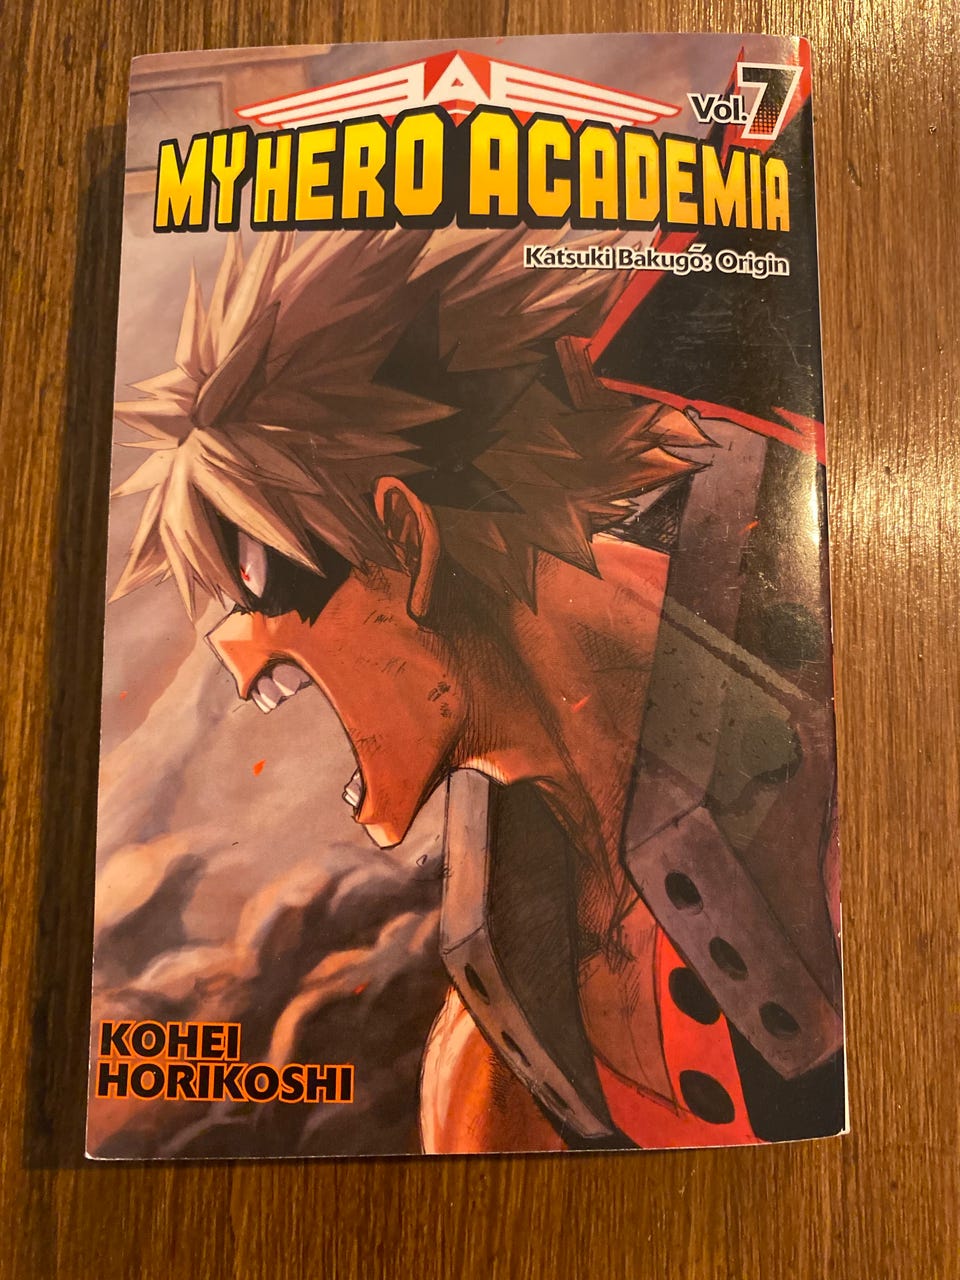 Vol.7
MY HERO ACADEMIA
Katsuki Bakugō: Origin
KOHEI
HORIKOSHI